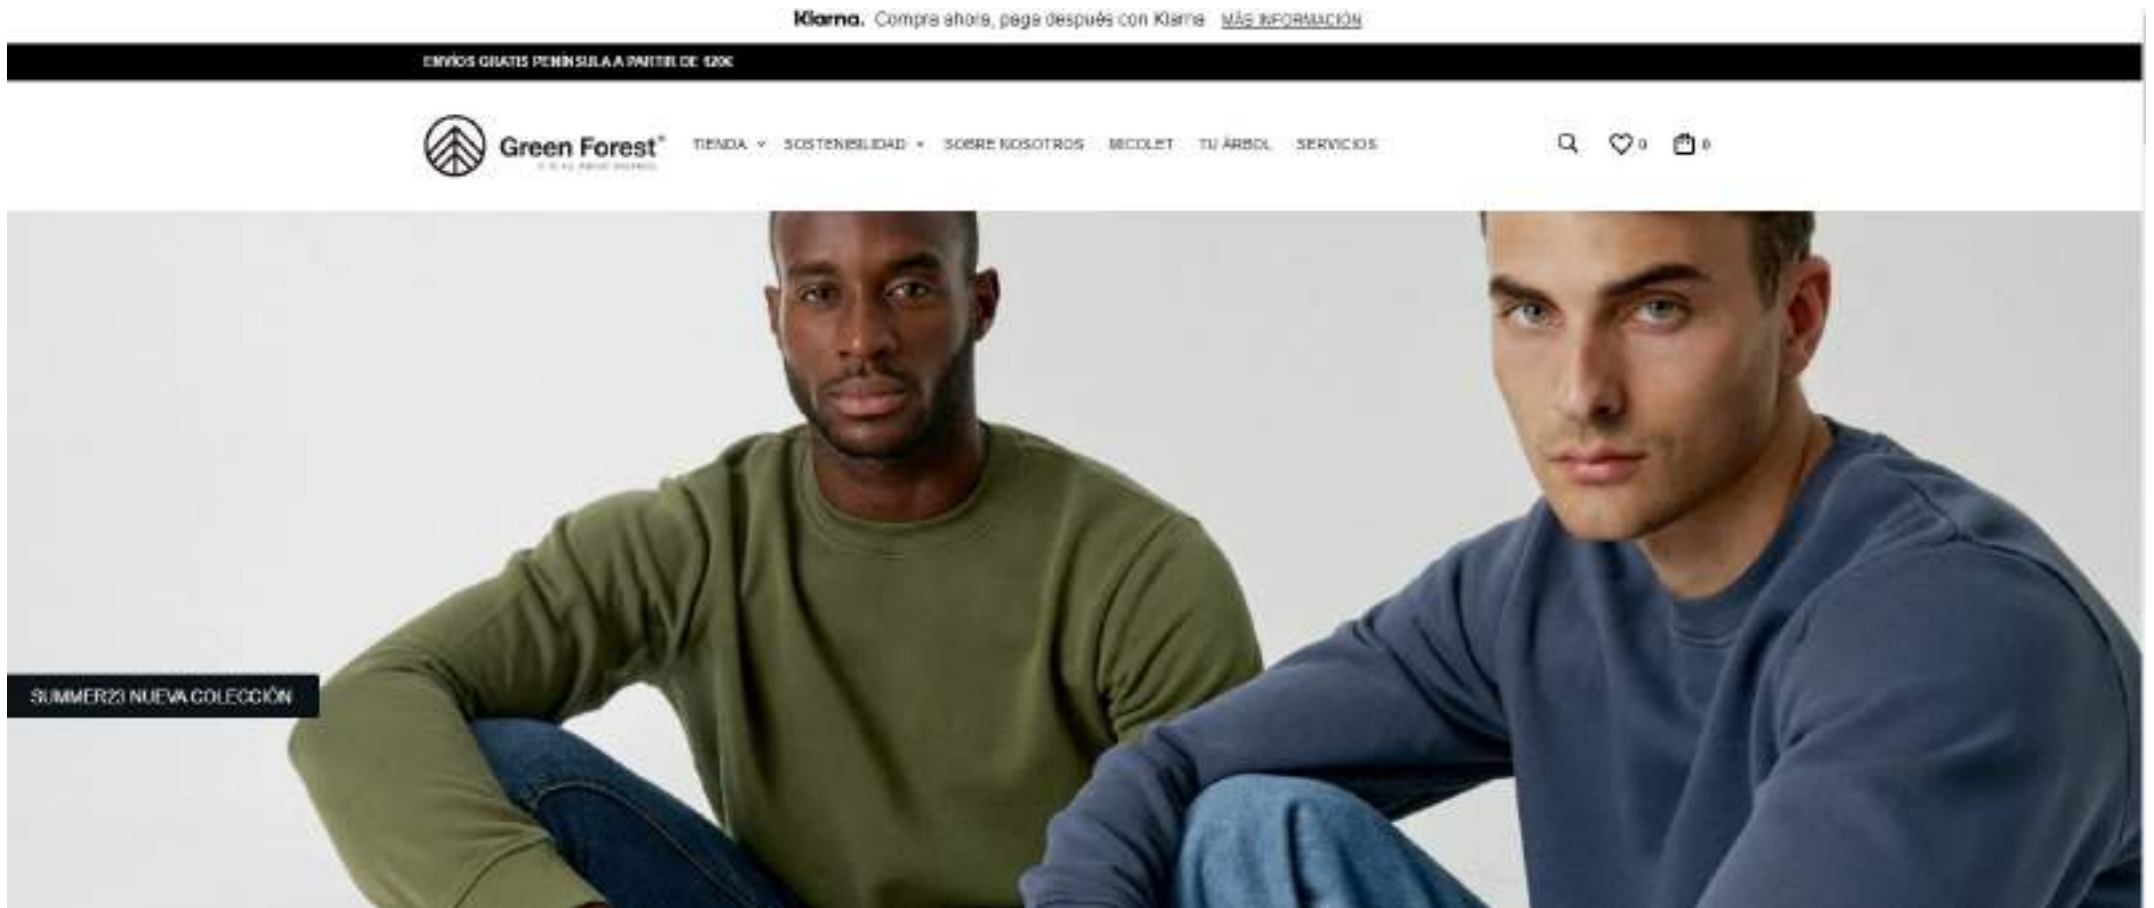 Klarna. Compra ahora, paga después con Klarna MÁS INFORMACIÓN
ENVÍOS GRATIS PENÍNSULA A PARTIR DE 120€
Green Forest®
TIENDA SOSTENIBILIDAD SOBRE NOSOTROS MICOLET TU ÁRBOL SERVICIOS
0 0
SUMMER23 NUEVA COLECCIÓN